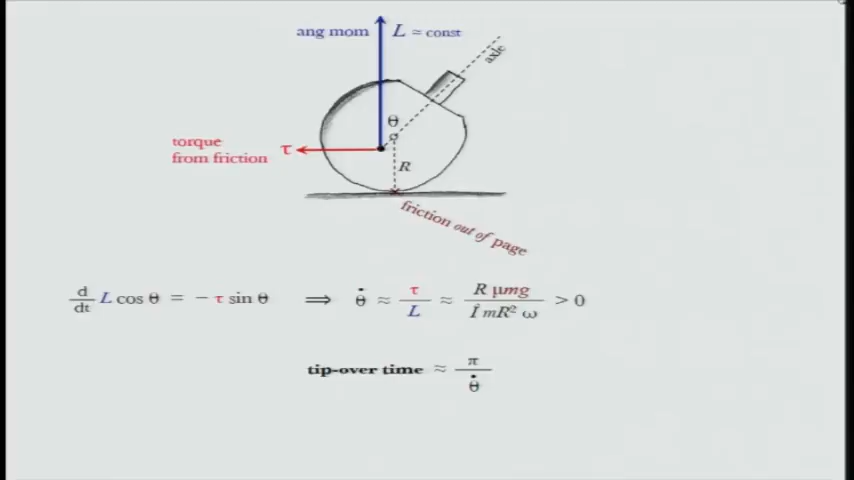 ang mom L ≈ const
axle
θ
torque
from friction τ
R
friction out of page
d/dt L cos θ = − τ sin θ ⟹ θ̇ ≈ τ/L ≈ R μmg / Î mR² ω > 0
tip-over time ≈ π/θ̇